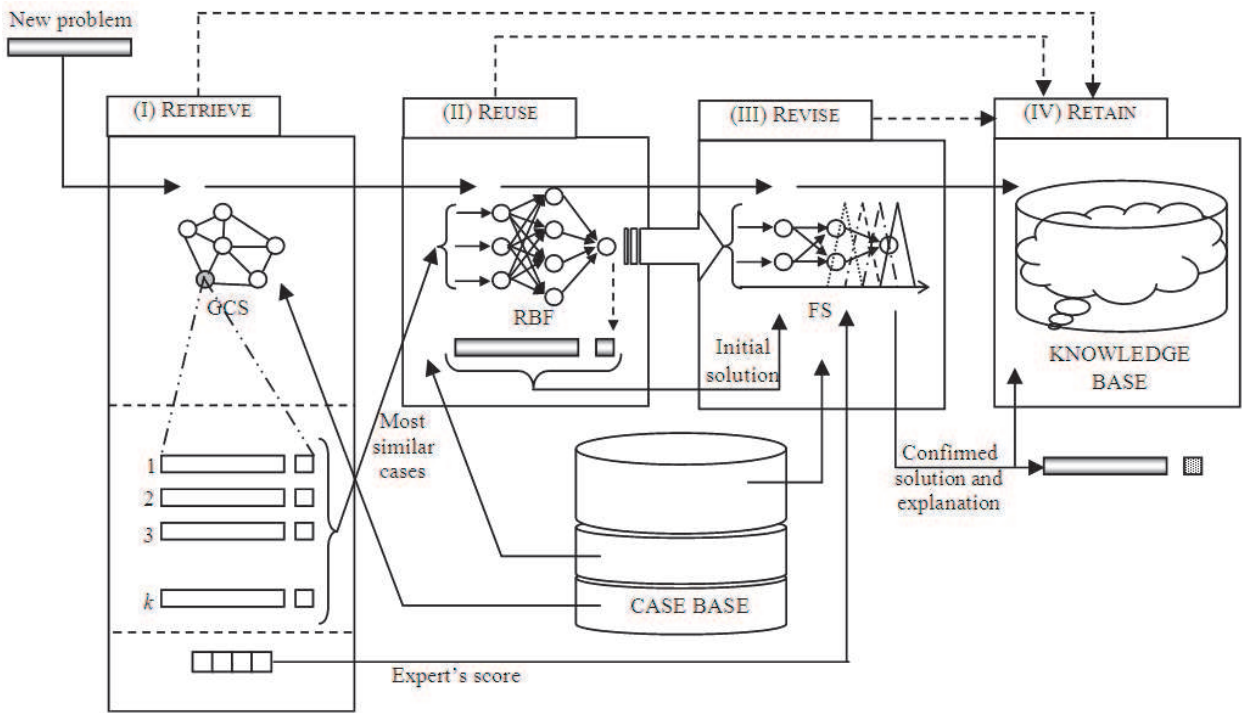 New problem
(I) RETRIEVE
(II) REUSE
(III) REVISE
(IV) RETAIN
GCS
RBF
FS
Initial
solution
KNOWLEDGE
BASE
Most
similar
cases
1
2
3
k
Confirmed
solution and
explanation
CASE BASE
Expert's score